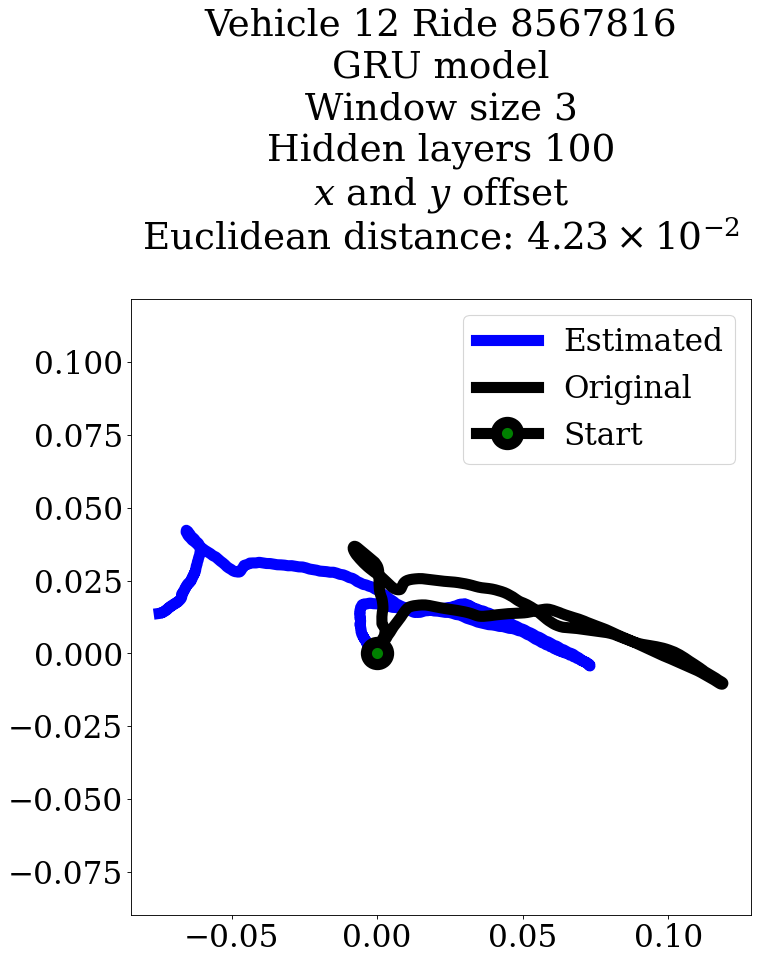 Vehicle 12 Ride 8567816
GRU model
Window size 3
Hidden layers 100
x and y offset
Euclidean distance: 4.23 × 10⁻²
Estimated
Original
Start
0.100
0.075
0.050
0.025
0.000
−0.025
−0.050
−0.075
−0.05 0.00 0.05 0.10